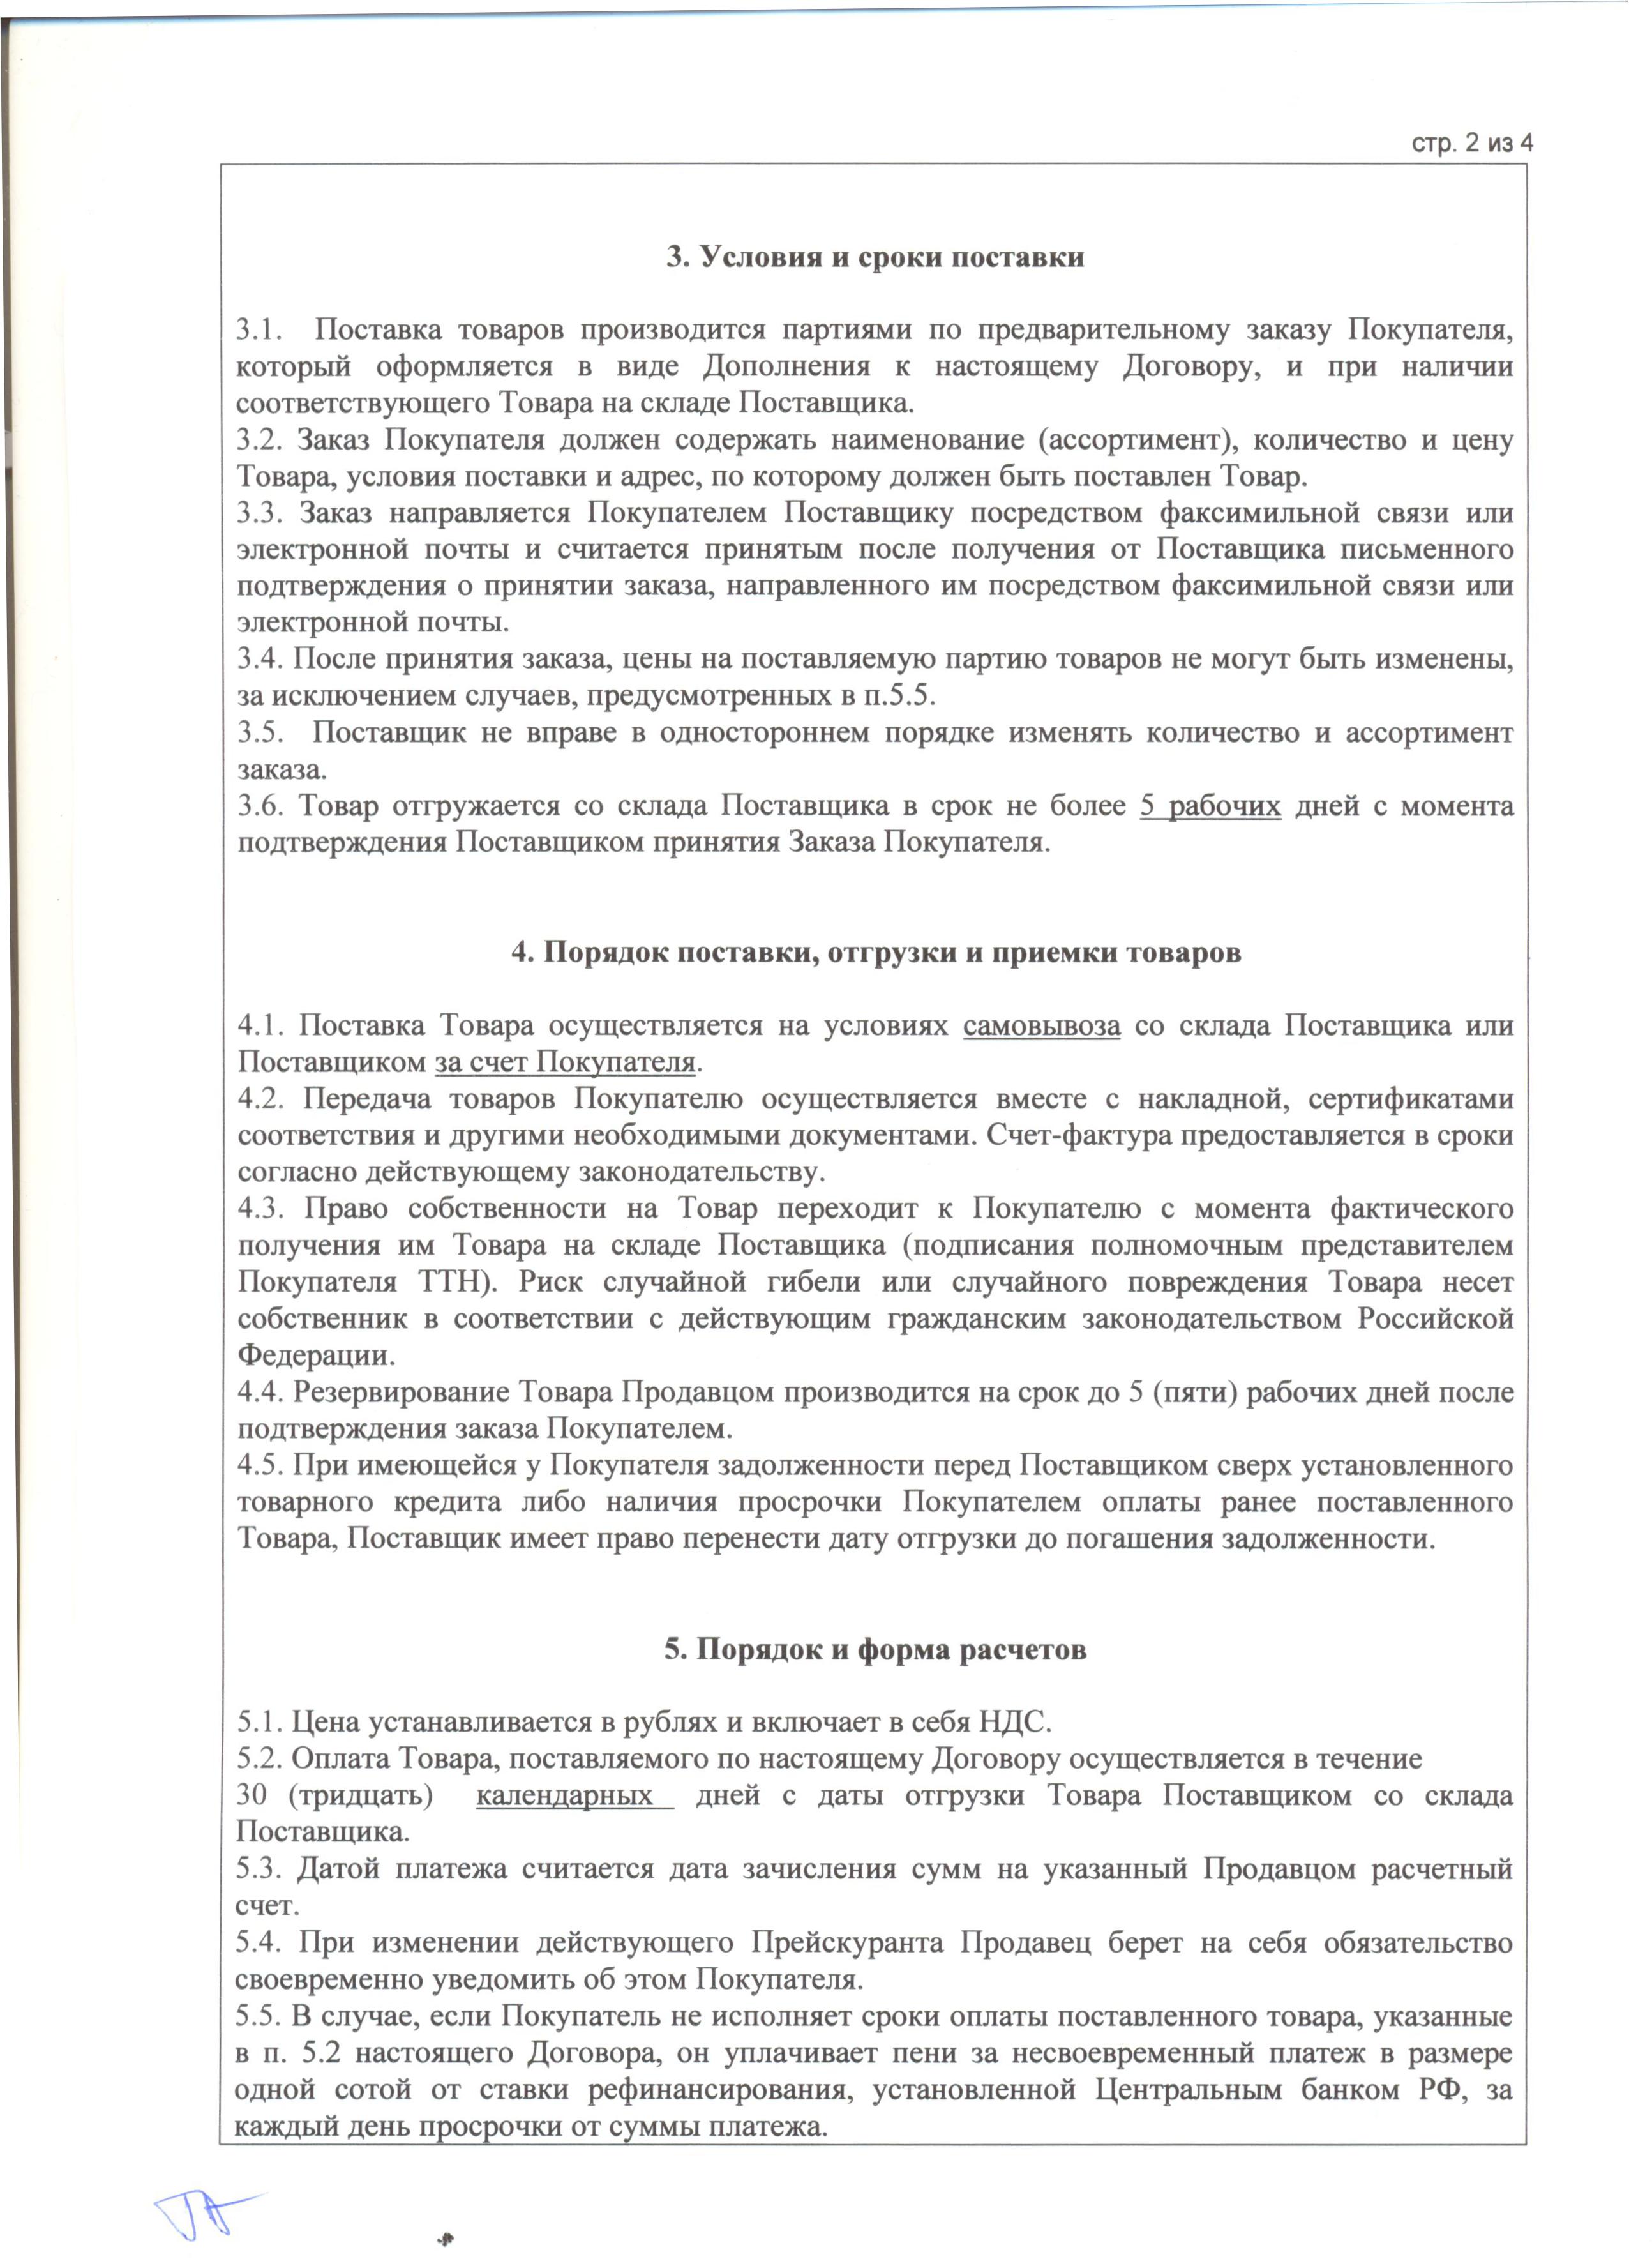 стр. 2 из 4
3. Условия и сроки поставки
3.1. Поставка товаров производится партиями по предварительному заказу Покупателя,
который оформляется в виде Дополнения к настоящему Договору, и при наличии
соответствующего Товара на складе Поставщика.
3.2. Заказ Покупателя должен содержать наименование (ассортимент), количество и цену
Товара, условия поставки и адрес, по которому должен быть поставлен Товар.
3.3. Заказ направляется Покупателем Поставщику посредством факсимильной связи или
электронной почты и считается принятым после получения от Поставщика письменного
подтверждения о принятии заказа, направленного им посредством факсимильной связи или
электронной почты.
3.4. После принятия заказа, цены на поставляемую партию товаров не могут быть изменены,
за исключением случаев, предусмотренных в п.5.5.
3.5. Поставщик не вправе в одностороннем порядке изменять количество и ассортимент
заказа.
3.6. Товар отгружается со склада Поставщика в срок не более 5 рабочих дней с момента
подтверждения Поставщиком принятия Заказа Покупателя.
4. Порядок поставки, отгрузки и приемки товаров
4.1. Поставка Товара осуществляется на условиях самовывоза со склада Поставщика или
Поставщиком за счет Покупателя.
4.2. Передача товаров Покупателю осуществляется вместе с накладной, сертификатами
соответствия и другими необходимыми документами. Счет-фактура предоставляется в сроки
согласно действующему законодательству.
4.3. Право собственности на Товар переходит к Покупателю с момента фактического
получения им Товара на складе Поставщика (подписания полномочным представителем
Покупателя ТТН). Риск случайной гибели или случайного повреждения Товара несет
собственник в соответствии с действующим гражданским законодательством Российской
Федерации.
4.4. Резервирование Товара Продавцом производится на срок до 5 (пяти) рабочих дней после
подтверждения заказа Покупателем.
4.5. При имеющейся у Покупателя задолженности перед Поставщиком сверх установленного
товарного кредита либо наличия просрочки Покупателем оплаты ранее поставленного
Товара, Поставщик имеет право перенести дату отгрузки до погашения задолженности.
5. Порядок и форма расчетов
5.1. Цена устанавливается в рублях и включает в себя НДС.
5.2. Оплата Товара, поставляемого по настоящему Договору осуществляется в течение
30 (тридцать) календарных дней с даты отгрузки Товара Поставщиком со склада
Поставщика.
5.3. Датой платежа считается дата зачисления сумм на указанный Продавцом расчетный
счет.
5.4. При изменении действующего Прейскуранта Продавец берет на себя обязательство
своевременно уведомить об этом Покупателя.
5.5. В случае, если Покупатель не исполняет сроки оплаты поставленного товара, указанные
в п. 5.2 настоящего Договора, он уплачивает пени за несвоевременный платеж в размере
одной сотой от ставки рефинансирования, установленной Центральным банком РФ, за
каждый день просрочки от суммы платежа.